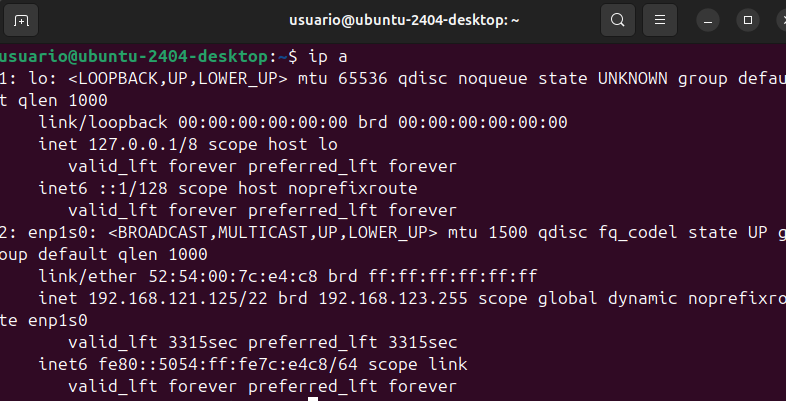 usuario@ubuntu-2404-desktop: ~
usuario@ubuntu-2404-desktop:~$ ip a
1: lo: <LOOPBACK,UP,LOWER_UP> mtu 65536 qdisc noqueue state UNKNOWN group defau
t qlen 1000
link/loopback 00:00:00:00:00:00 brd 00:00:00:00:00:00
inet 127.0.0.1/8 scope host lo
valid_lft forever preferred_lft forever
inet6 ::1/128 scope host noprefixroute
valid_lft forever preferred_lft forever
2: enp1s0: <BROADCAST,MULTICAST,UP,LOWER_UP> mtu 1500 qdisc fq_codel state UP g
oup default qlen 1000
link/ether 52:54:00:7c:e4:c8 brd ff:ff:ff:ff:ff:ff
inet 192.168.121.125/22 brd 192.168.123.255 scope global dynamic noprefixro
te enp1s0
valid_lft 3315sec preferred_lft 3315sec
inet6 fe80::5054:ff:fe7c:e4c8/64 scope link
valid_lft forever preferred_lft forever